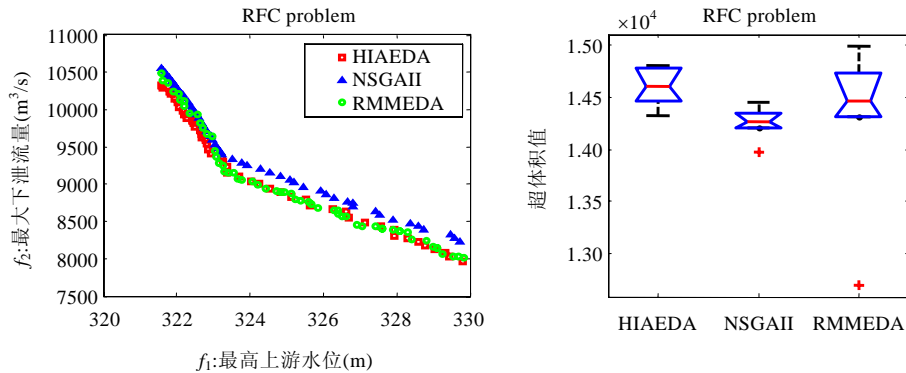 RFC problem
11000
10500
10000
9500
9000
8500
8000
7500
320
322
324
326
328
330
HIAEDA
NSGAII
RMMEDA
f₂:最大下泄流量(m³/s)
f₁:最高上游水位(m)
RFC problem
×10⁴
1.50
1.45
1.40
1.30
1.25
超体积值
HIAEDA
NSGAII
RMMEDA